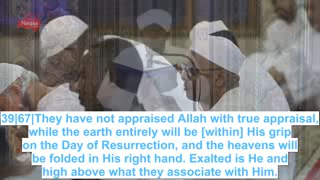 Naqaa
39|67|They have not appraised Allah with true appraisal,
while the earth entirely will be [within] His grip
on the Day of Resurrection, and the heavens will
be folded in His right hand. Exalted is He and
high above what they associate with Him.